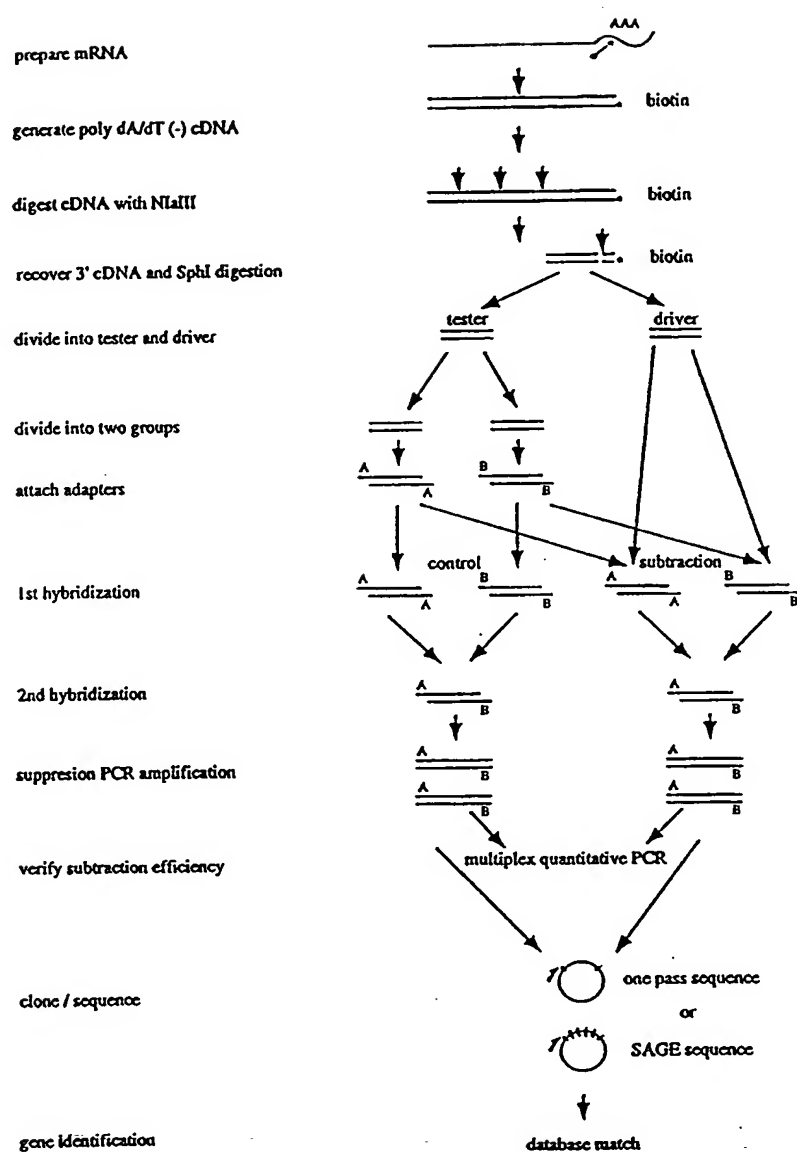 AAA
prepare mRNA
biotin
generate poly dA/dT (-) cDNA
digest cDNA with NlaIII
biotin
recover 3' cDNA and SphI digestion
biotin
tester driver
divide into tester and driver
divide into two groups
A B
attach adapters
A B
control subtraction
A B A B
1st hybridization
A B A B
A A
2nd hybridization
B B
A A
suppresion PCR amplification
B B
A A
B B
multiplex quantitative PCR
verify subtraction efficiency
one pass sequence
clone / sequence
or
SAGE sequence
gene identification
database match